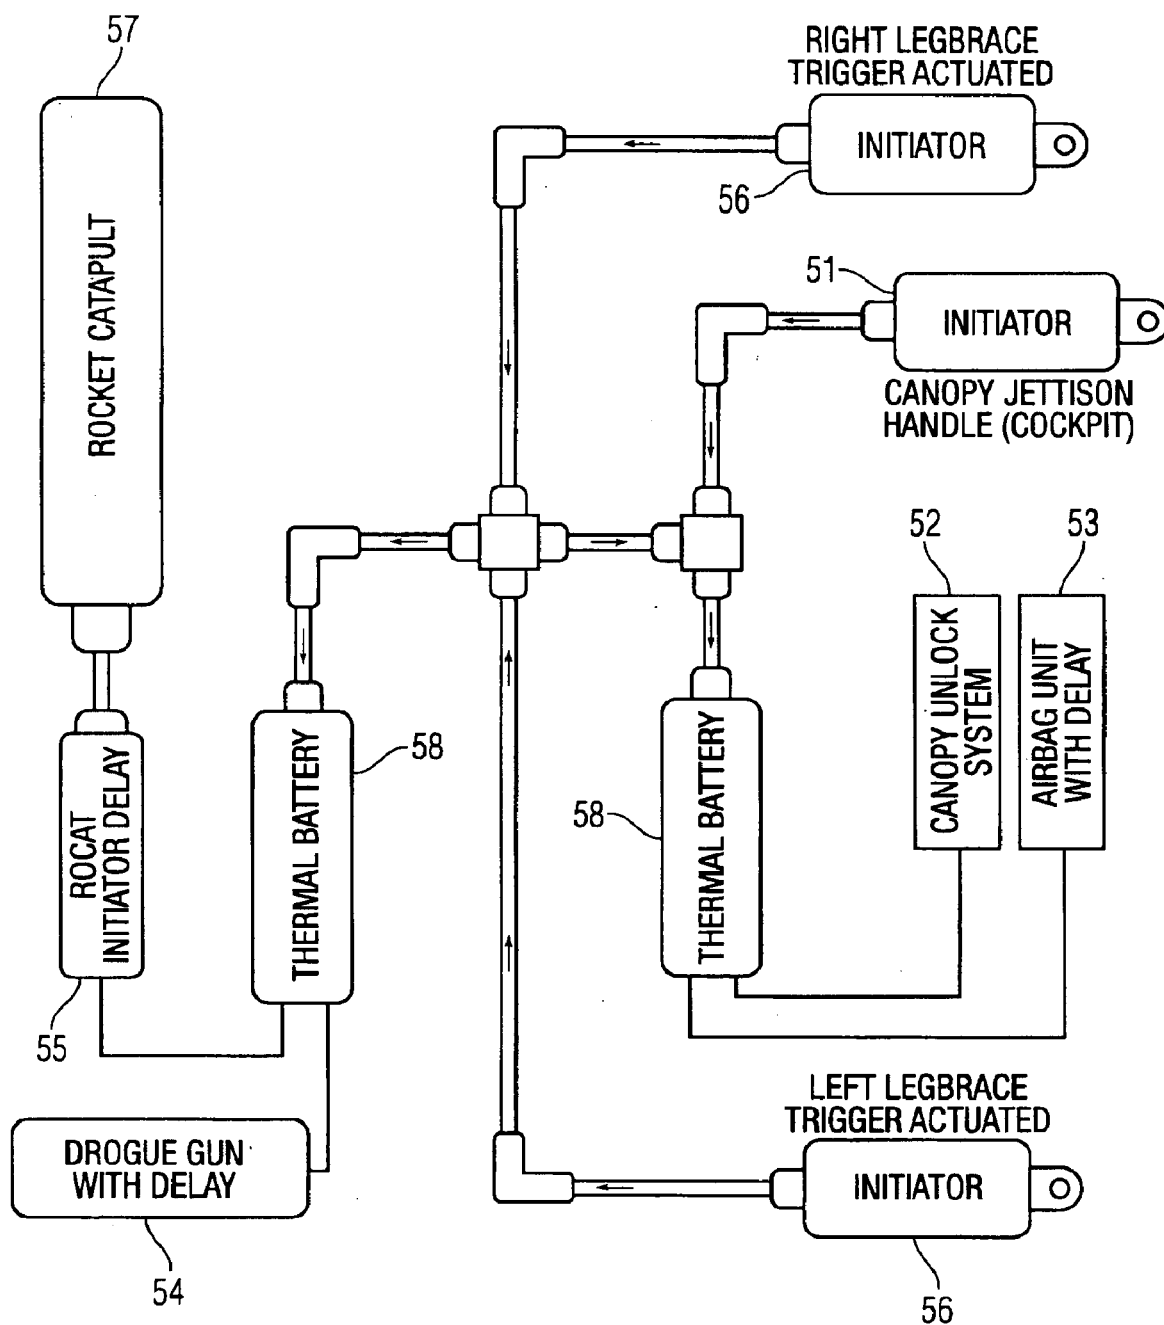 57
RIGHT LEGBRACE
TRIGGER ACTUATED
INITIATOR
56
ROCKET CATAPULT
51
INITIATOR
CANOPY JETTISON
HANDLE (COCKPIT)
52
53
CANOPY UNLOCK
SYSTEM
AIRBAG UNIT
WITH DELAY
ROCAT
INITIATOR DELAY
THERMAL BATTERY
58
58
THERMAL BATTERY
55
LEFT LEGBRACE
TRIGGER ACTUATED
INITIATOR
DROGUE GUN
WITH DELAY
54
56